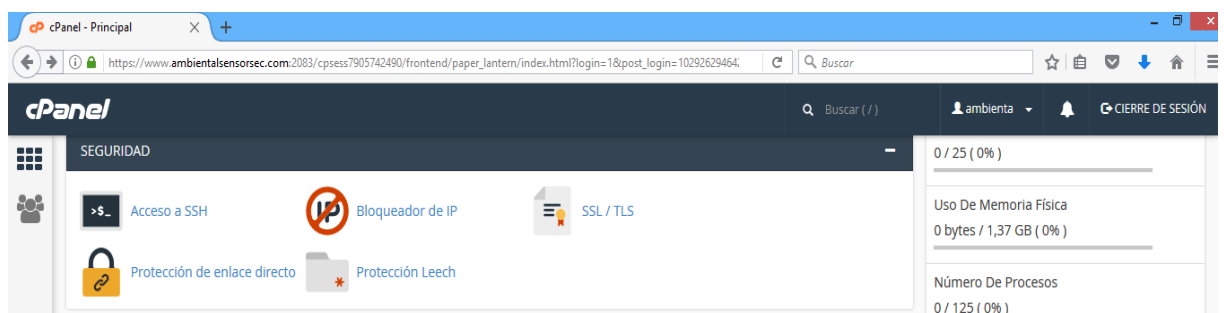 cP cPanel - Principal
https://www.ambientalsensorsec.com:2083/cpsess7905742490/frontend/paper_lantern/index.html?login=1&post_login=10292629464:
Buscar
cPanel
Buscar ( / )
ambienta
CIERRE DE SESIÓN
SEGURIDAD
0 / 25 ( 0% )
>$_ Acceso a SSH
IP Bloqueador de IP
SSL / TLS
Uso De Memoria Física
0 bytes / 1,37 GB ( 0% )
Protección de enlace directo
Protección Leech
Número De Procesos
0 / 125 ( 0% )